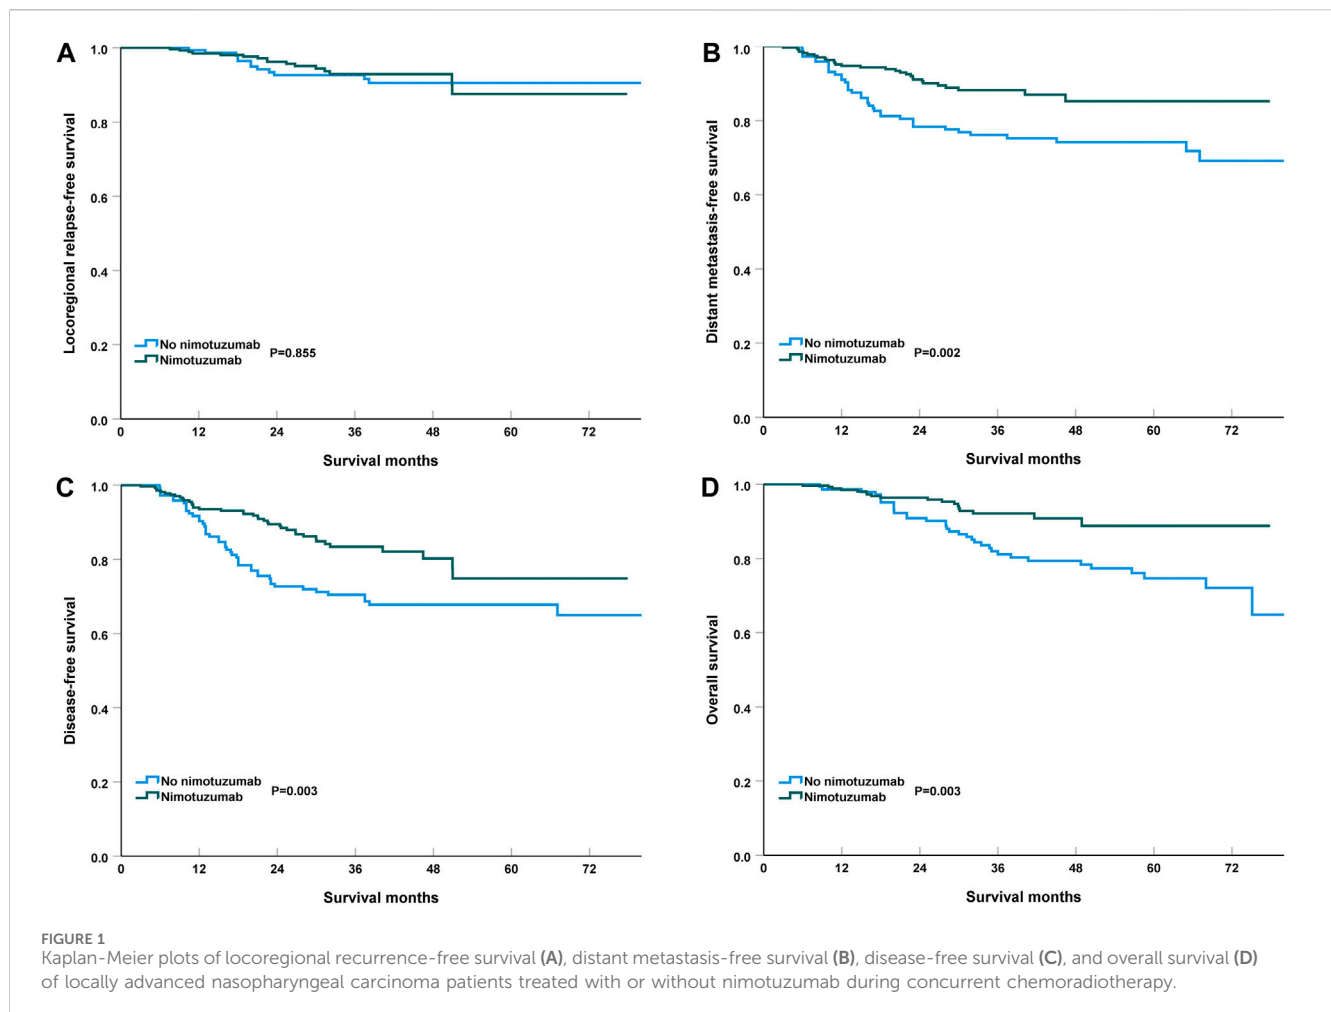 A
1.0
0.8
0.6
0.4
0.2
0.0
Locoregional relapse-free survival
No nimotuzumab
Nimotuzumab
P=0.855
0 12 24 36 48 60 72
Survival months
B
1.0
0.8
0.6
0.4
0.2
0.0
Distant metastasis-free survival
No nimotuzumab
Nimotuzumab
P=0.002
0 12 24 36 48 60 72
Survival months
C
1.0
0.8
0.6
0.4
0.2
0.0
Disease-free survival
No nimotuzumab
Nimotuzumab
P=0.003
0 12 24 36 48 60 72
Survival months
D
1.0
0.8
0.6
0.4
0.2
0.0
Overall survival
No nimotuzumab
Nimotuzumab
P=0.003
0 12 24 36 48 60 72
Survival months
FIGURE 1
Kaplan-Meier plots of locoregional recurrence-free survival (A), distant metastasis-free survival (B), disease-free survival (C), and overall survival (D)
of locally advanced nasopharyngeal carcinoma patients treated with or without nimotuzumab during concurrent chemoradiotherapy.